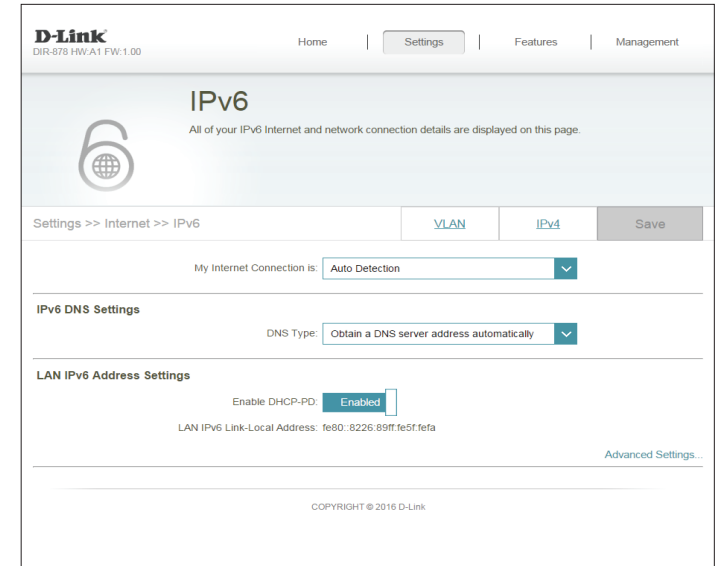 D-Link
DIR-878 HW:A1 FW:1.00
Home
Settings
Features
Management
IPv6
All of your IPv6 Internet and network connection details are displayed on this page.
Settings >> Internet >> IPv6
VLAN
IPv4
Save
My Internet Connection is: Auto Detection
IPv6 DNS Settings
DNS Type: Obtain a DNS server address automatically
LAN IPv6 Address Settings
Enable DHCP-PD: Enabled
LAN IPv6 Link-Local Address: fe80::8226:89ff:fe5f:fefa
Advanced Settings...
COPYRIGHT © 2016 D-Link